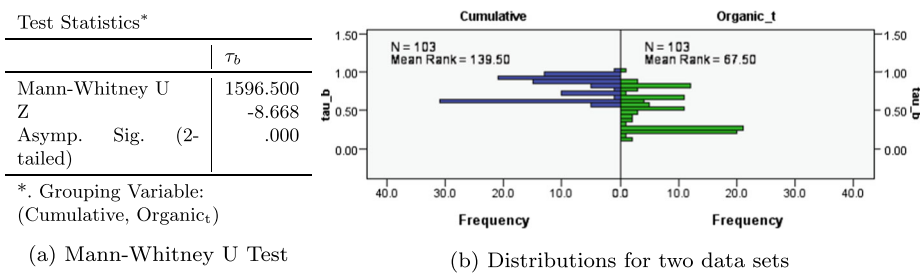 Test Statistics*
τb
Mann-Whitney U 1596.500
Z -8.668
Asymp. Sig. (2-
tailed) .000
*. Grouping Variable:
(Cumulative, Organict)
(a) Mann-Whitney U Test
Cumulative Organic_t
1.50 1.50
N = 103 N = 103
Mean Rank = 139.50 Mean Rank = 67.50
1.00 1.00
tau_b tau_b
0.50 0.50
0.00 0.00
40.0 30.0 20.0 10.0 0.0 10.0 20.0 30.0 40.0
Frequency Frequency
(b) Distributions for two data sets